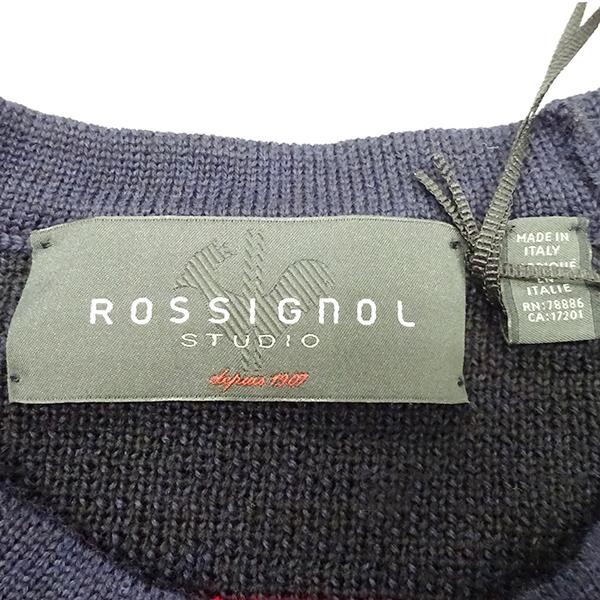 ROSSIGNOL
STUDIO
depuis 1907
MADE IN
ITALY
ITALIE
RN:78886
CA:17201